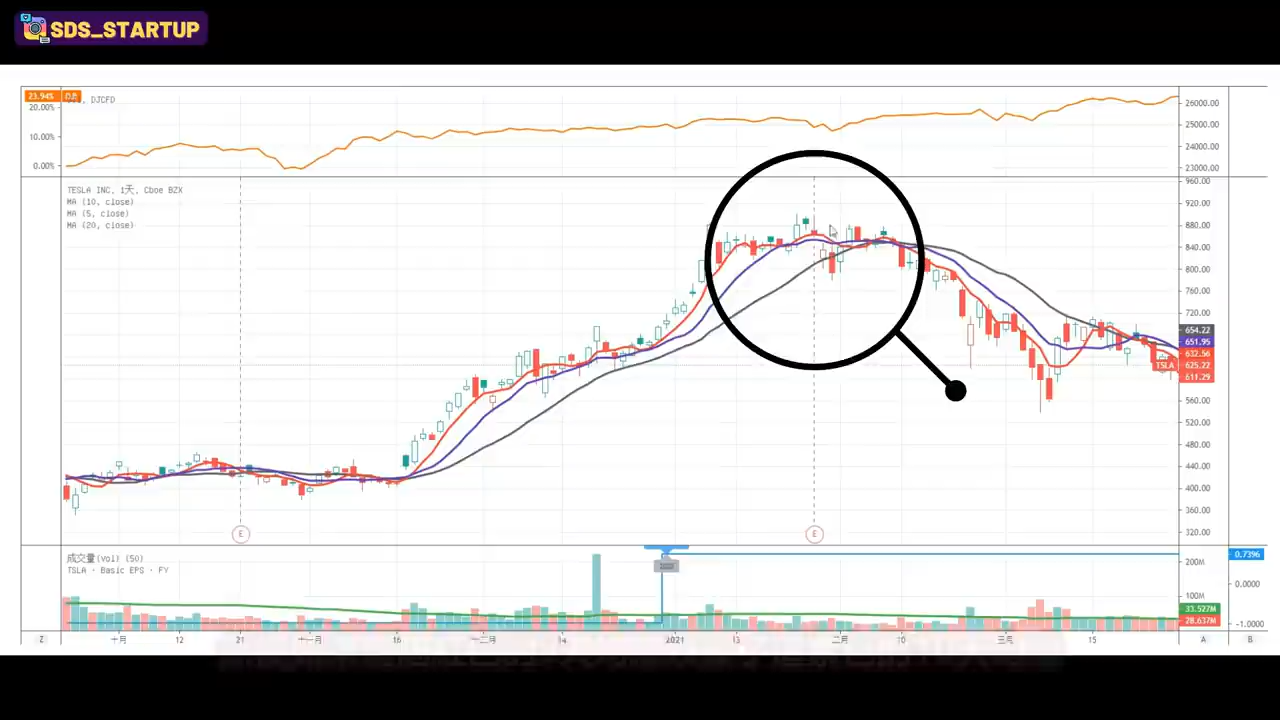 SDS_STARTUP
23.94%
DJCFD
20.00%
10.00%
0.00%
26000.00
25000.00
24000.00
23000.00
TESLA INC, 1天, Cboe BZX
MA (10, close)
MA (5, close)
MA (20, close)
960.00
920.00
880.00
840.00
800.00
760.00
720.00
654.22
651.95
632.56
TSLA 625.22
611.29
560.00
520.00
480.00
440.00
400.00
360.00
320.00
E E
成交量(Vol) (50)
TSLA · Basic EPS · FY
200M
100M
33.527M
28.637M
0.7396
0.0000
-1.0000
Z 十月 12 21 十一月 16 十二月 14 2021 13 二月 10 三月 15 A B